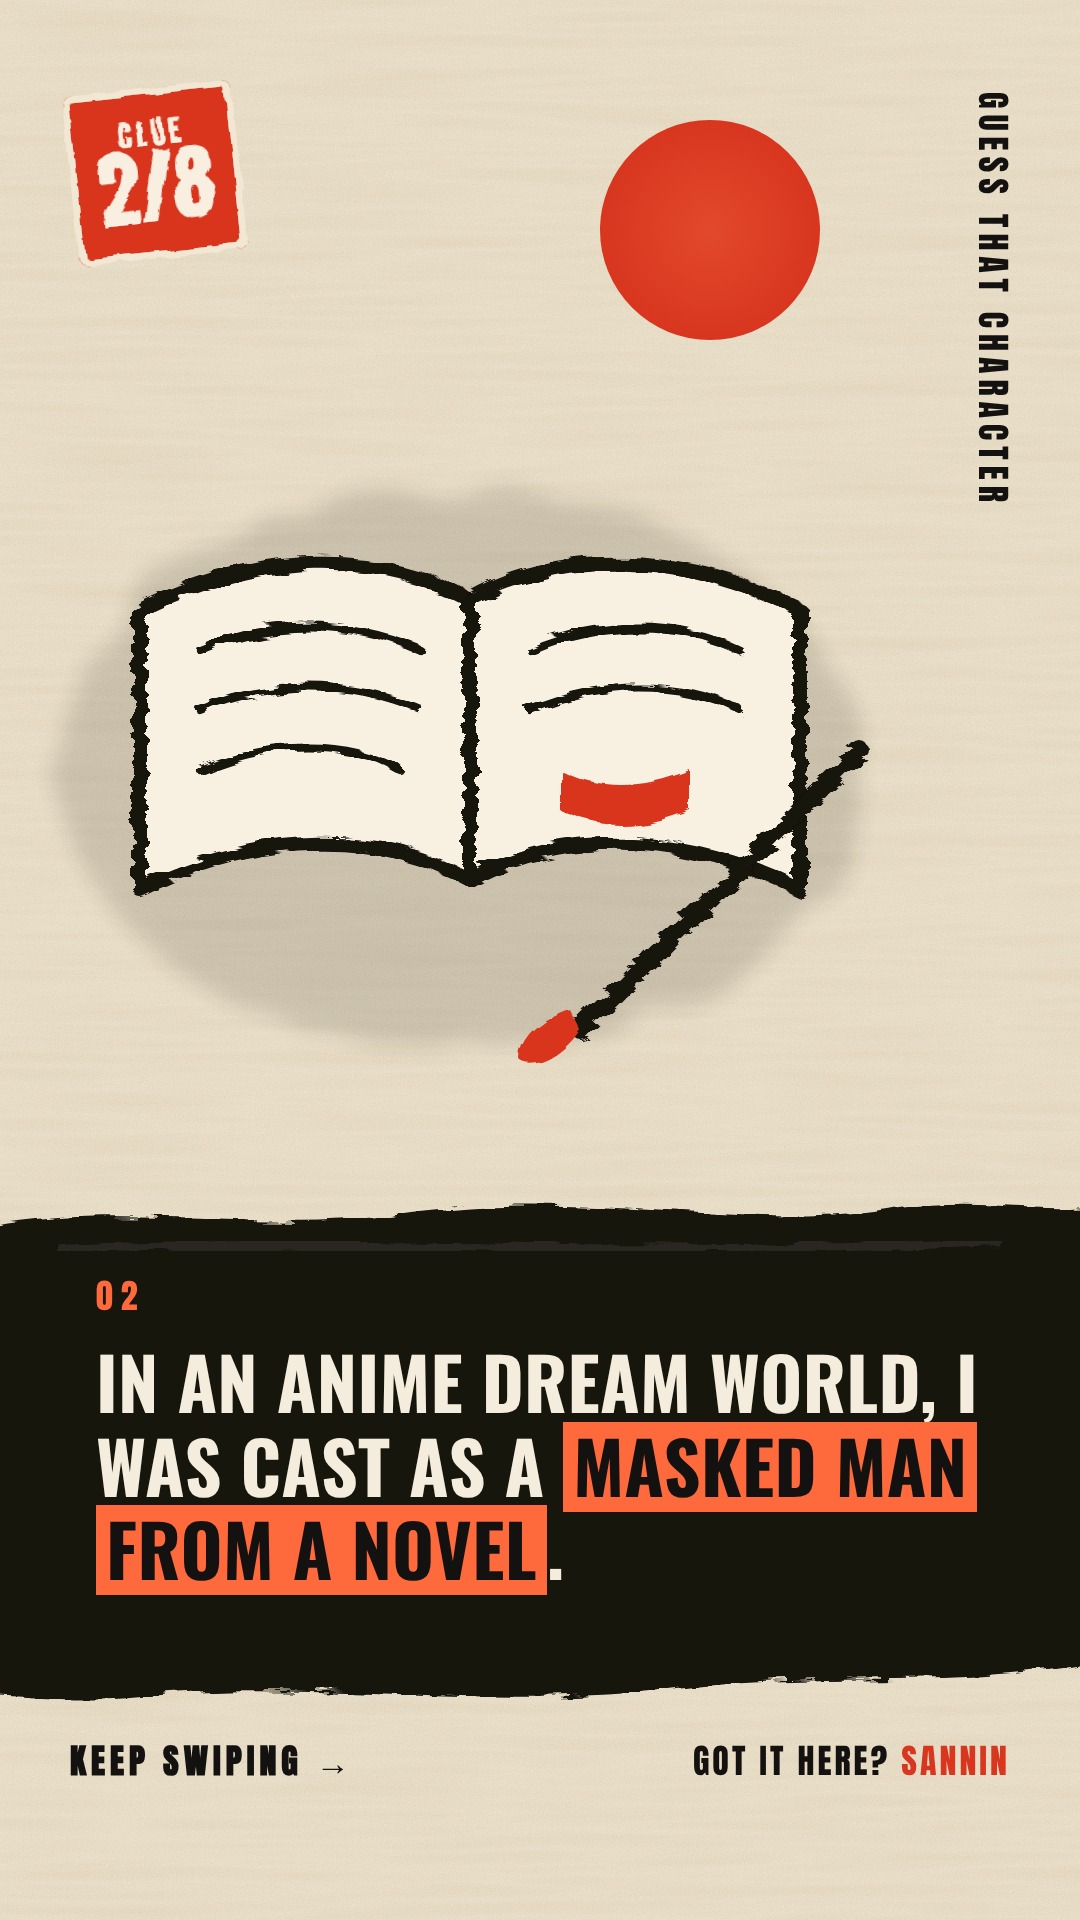 CLUE
2/8
GUESS THAT CHARACTER
02
IN AN ANIME DREAM WORLD, I
WAS CAST AS A MASKED MAN
FROM A NOVEL.
KEEP SWIPING →
GOT IT HERE? SANNIN